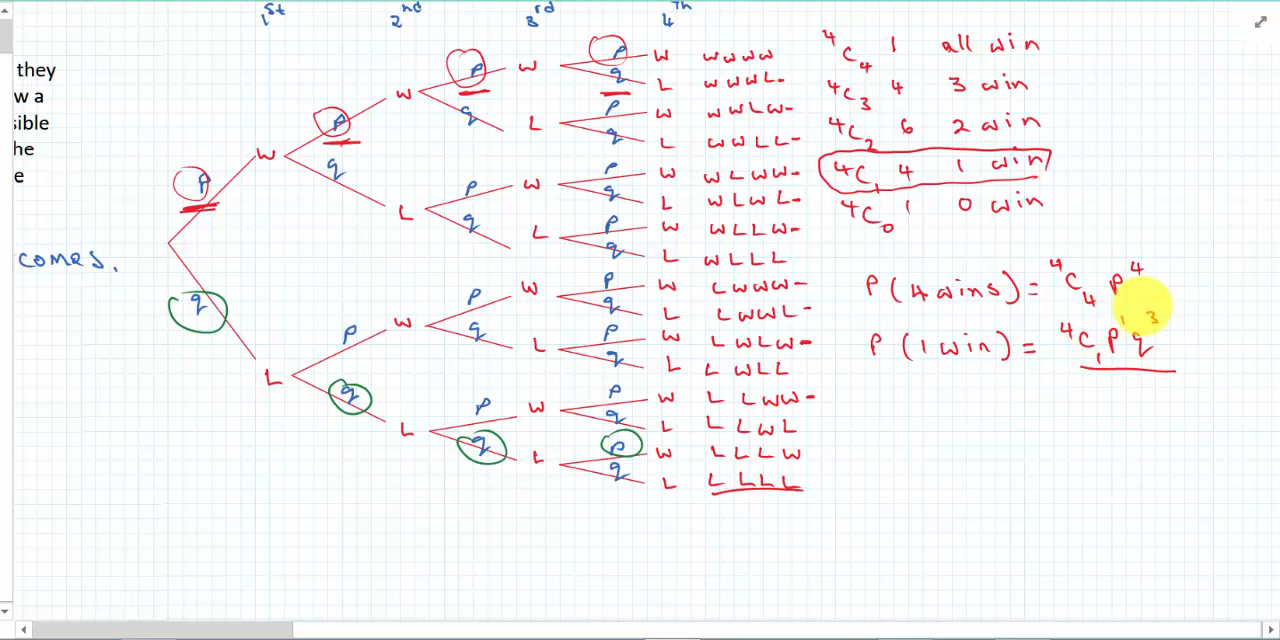 1st 2nd 3rd 4th
they
w a
sible
the
e
comes.
P P P P W WWWW
q L WWWL-
q L P W WWLW-
q L WWLL-
q L P W P W WLWW-
q L WLWL-
q L P W WLLW-
q L WLLL
q L P W P W P W LWWW-
q L LWWL-
q L P W LWLW-
q L LWLL
q L P W P W LLWW-
q L LLWL
q L P W LLLW
q L LLLL
⁴C₄ 1 all win
⁴C₃ 4 3 win
⁴C₂ 6 2 win
⁴C₁ 4 1 win
⁴C₀ 1 0 win
P (4 wins) = ⁴C₄ P⁴
P (1 win) = ⁴C₁ P¹ q³